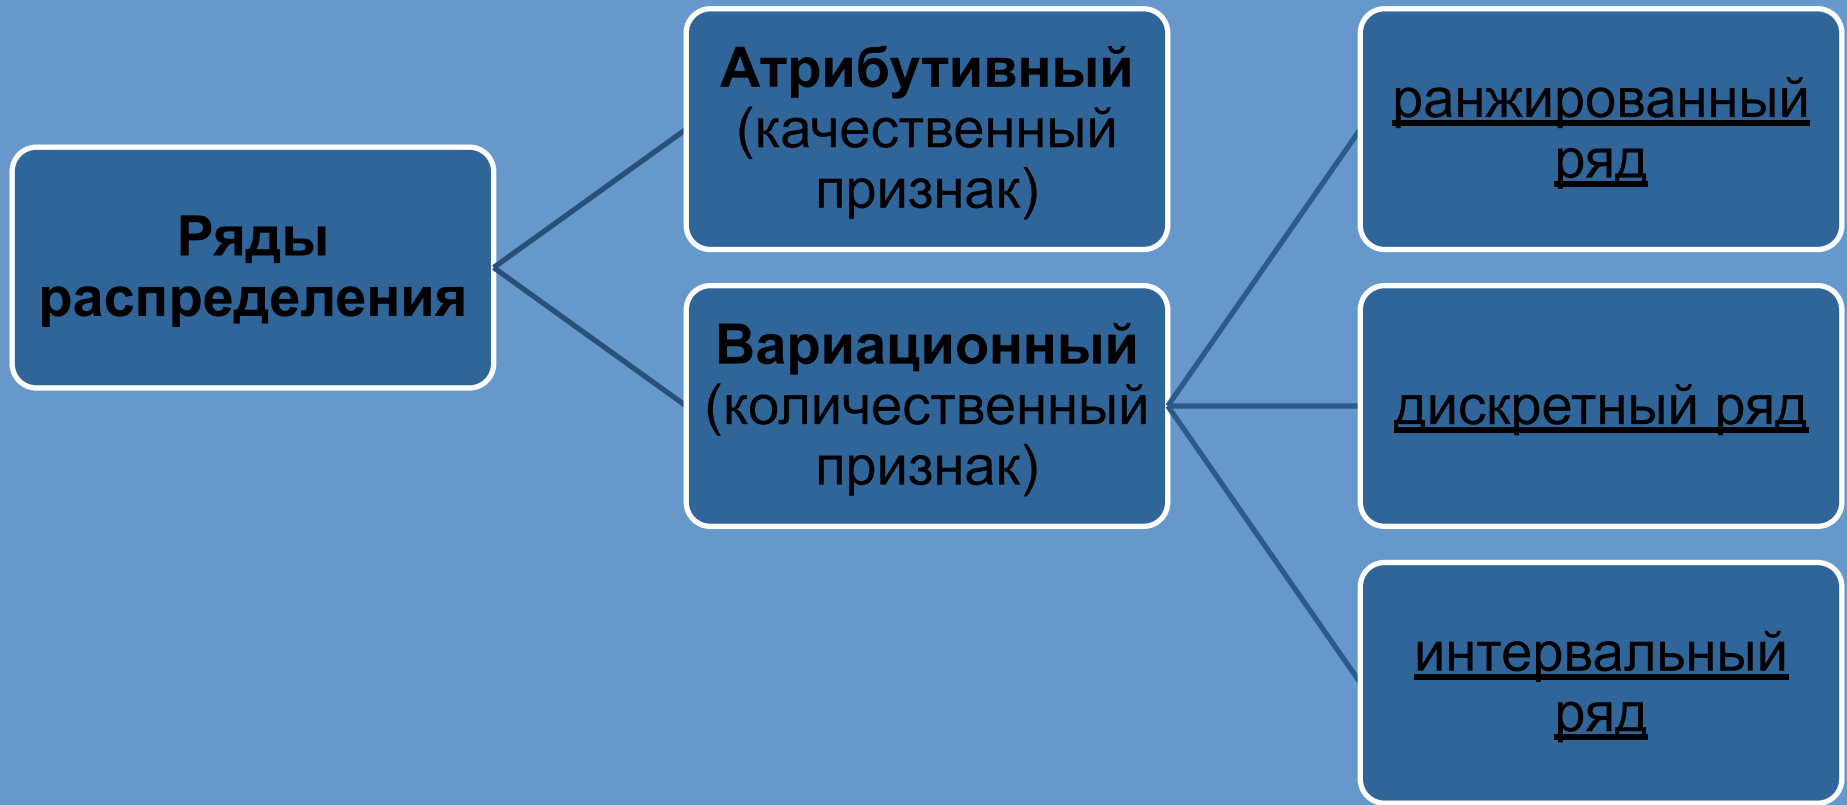 Ряды
распределения
Атрибутивный
(качественный
признак)
Вариационный
(количественный
признак)
ранжированный
ряд
дискретный ряд
интервальный
ряд